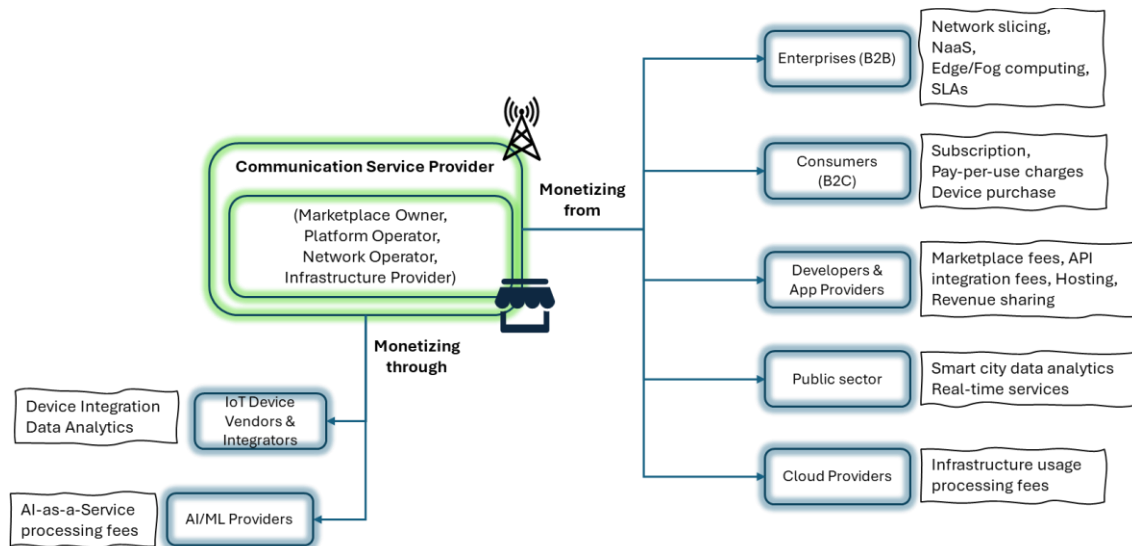 Communication Service Provider
(Marketplace Owner,
Platform Operator,
Network Operator,
Infrastructure Provider)
Monetizing
from
Enterprises (B2B)
Network slicing,
NaaS,
Edge/Fog computing,
SLAs
Consumers
(B2C)
Subscription,
Pay-per-use charges
Device purchase
Developers &
App Providers
Marketplace fees, API
integration fees, Hosting,
Revenue sharing
Public sector
Smart city data analytics
Real-time services
Cloud Providers
Infrastructure usage
processing fees
Monetizing
through
Device Integration
Data Analytics
IoT Device
Vendors &
Integrators
AI-as-a-Service
processing fees
AI/ML Providers